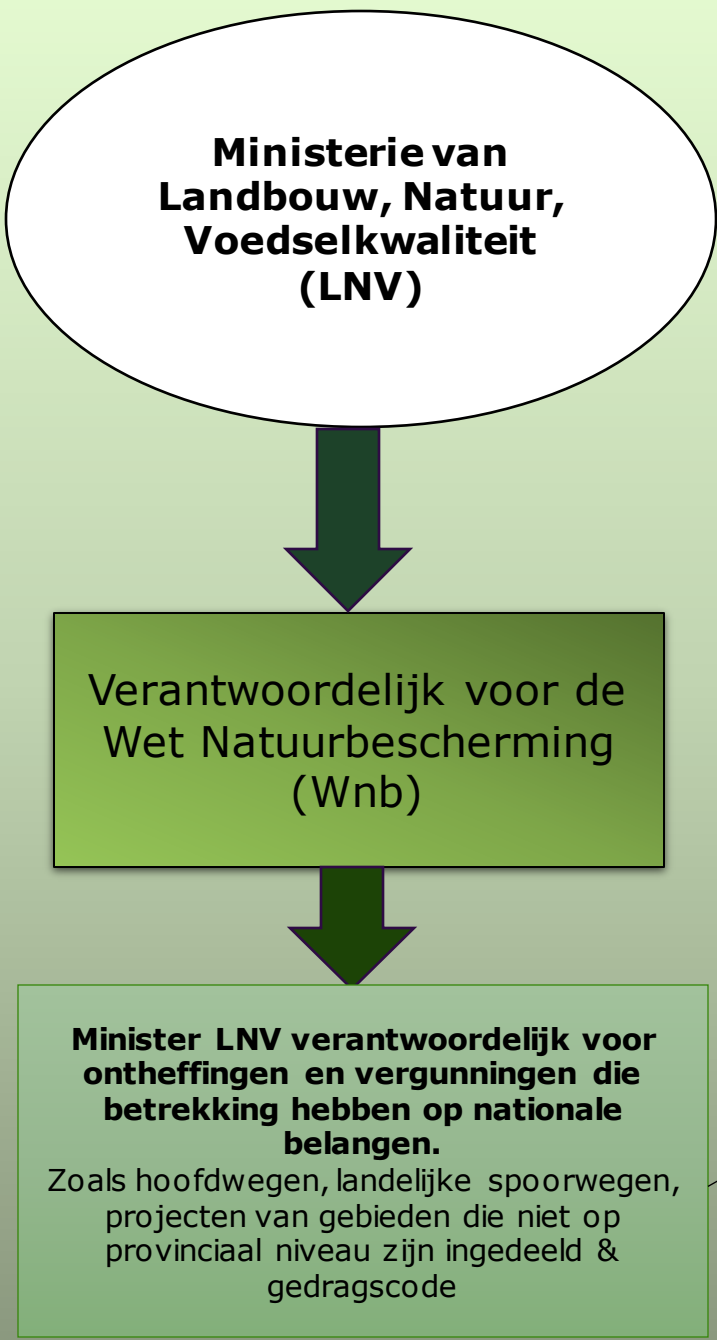 Ministerie van
Landbouw, Natuur,
Voedselkwaliteit
(LNV)
Verantwoordelijk voor de
Wet Natuurbescherming
(Wnb)
Minister LNV verantwoordelijk voor
ontheffingen en vergunningen die
betrekking hebben op nationale
belangen.
Zoals hoofdwegen, landelijke spoorwegen,
projecten van gebieden die niet op
provinciaal niveau zijn ingedeeld &
gedragscode